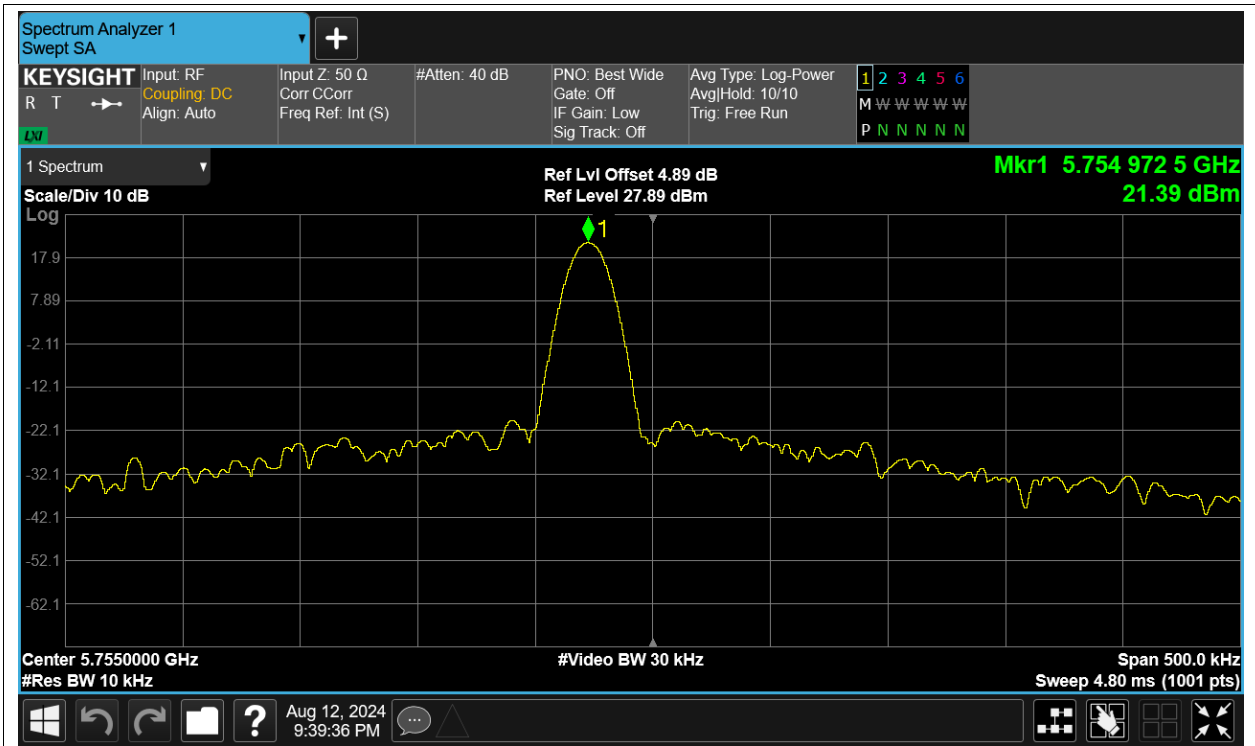 Spectrum Analyzer 1
Swept SA
+
KEYSIGHT
R T
LXI
Input: RF
Coupling: DC
Align: Auto
Input Z: 50 Ω
Corr CCorr
Freq Ref: Int (S)
#Atten: 40 dB
PNO: Best Wide
Gate: Off
IF Gain: Low
Sig Track: Off
Avg Type: Log-Power
Avg|Hold: 10/10
Trig: Free Run
1 2 3 4 5 6
M W W W W W
P N N N N N
1 Spectrum
Scale/Div 10 dB
Log
Ref Lvl Offset 4.89 dB
Ref Level 27.89 dBm
Mkr1 5.754 972 5 GHz
21.39 dBm
1
17.9
7.89
-2.11
-12.1
-22.1
-32.1
-42.1
-52.1
-62.1
Center 5.7550000 GHz
#Res BW 10 kHz
#Video BW 30 kHz
Span 500.0 kHz
Sweep 4.80 ms (1001 pts)
?
Aug 12, 2024
9:39:36 PM